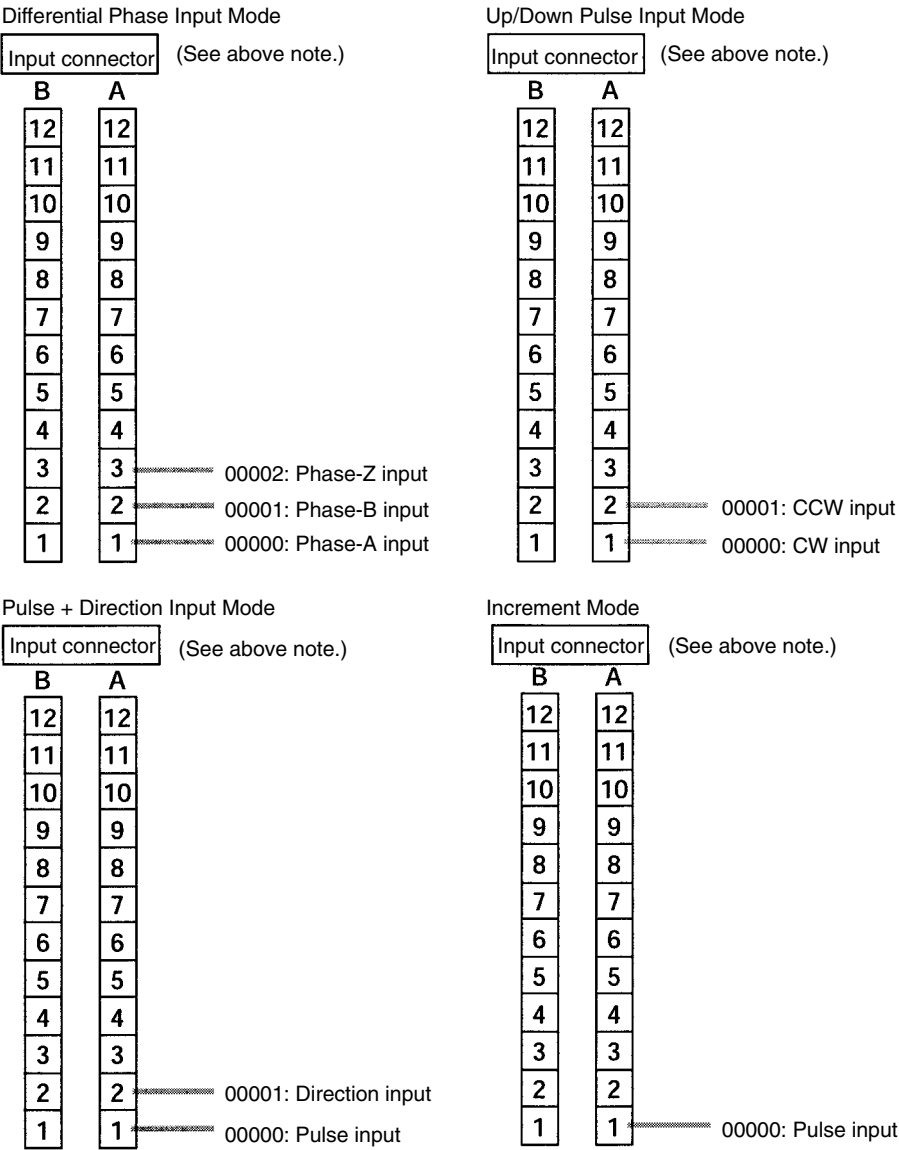 Differential Phase Input Mode
Input connector (See above note.)
B A
12 12
11 11
10 10
9 9
8 8
7 7
6 6
5 5
4 4
3 3 00002: Phase-Z input
2 2 00001: Phase-B input
1 1 00000: Phase-A input
Up/Down Pulse Input Mode
Input connector (See above note.)
B A
12 12
11 11
10 10
9 9
8 8
7 7
6 6
5 5
4 4
3 3
2 2 00001: CCW input
1 1 00000: CW input
Pulse + Direction Input Mode
Input connector (See above note.)
B A
12 12
11 11
10 10
9 9
8 8
7 7
6 6
5 5
4 4
3 3
2 2 00001: Direction input
1 1 00000: Pulse input
Increment Mode
Input connector (See above note.)
B A
12 12
11 11
10 10
9 9
8 8
7 7
6 6
5 5
4 4
3 3
2 2
1 1 00000: Pulse input